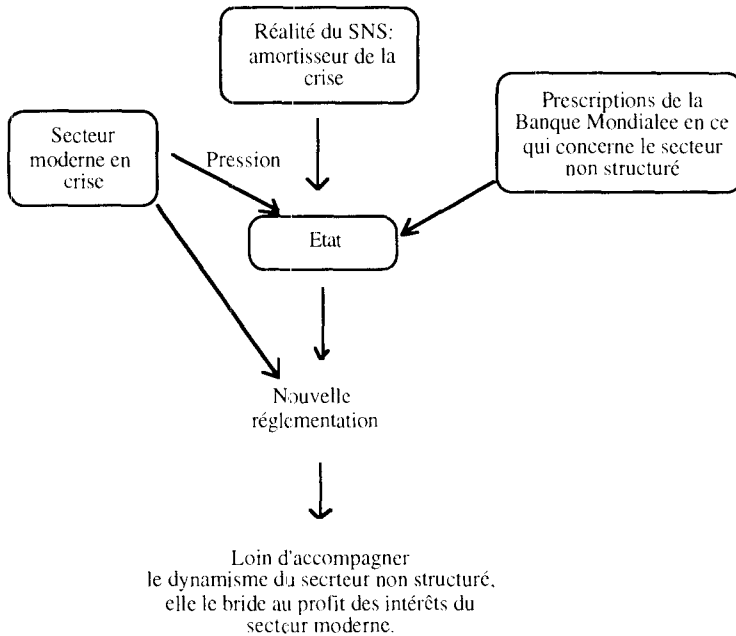 Réalité du SNS:
amortisseur de la
crise
Prescriptions de la
Banque Mondialee en ce
qui concerne le secteur
non structuré
Secteur
moderne en
crise
Pression
Etat
Nouvelle
réglementation
Loin d'accompagner
le dynamisme du secrteur non structuré,
elle le bride au profit des intérêts du
secteur moderne.